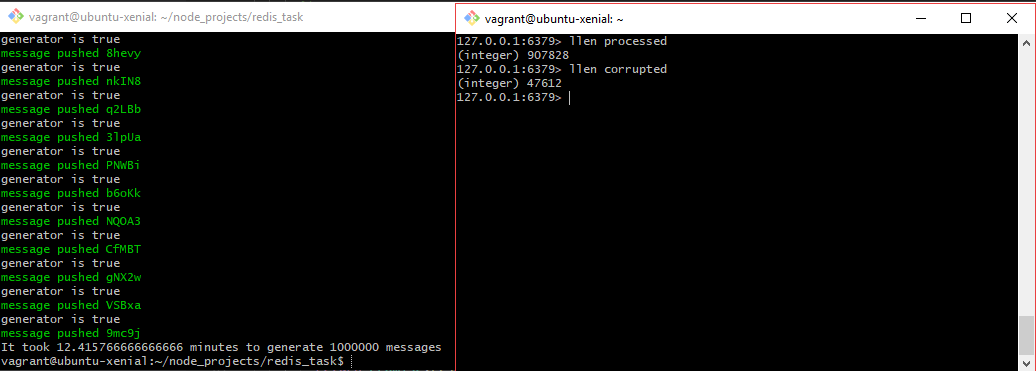 vagrant@ubuntu-xenial: ~/node_projects/redis_task
generator is true
message pushed 8hevy
generator is true
message pushed nkIN8
generator is true
message pushed q2LBb
generator is true
message pushed 3lpUa
generator is true
message pushed PNWBi
generator is true
message pushed b6oKk
generator is true
message pushed NQOA3
generator is true
message pushed CfMBT
generator is true
message pushed gNX2w
generator is true
message pushed VSBxa
generator is true
message pushed 9mc9j
It took 12.415766666666666 minutes to generate 1000000 messages
vagrant@ubuntu-xenial:~/node_projects/redis_task$
vagrant@ubuntu-xenial: ~
127.0.0.1:6379> llen processed
(integer) 907828
127.0.0.1:6379> llen corrupted
(integer) 47612
127.0.0.1:6379>